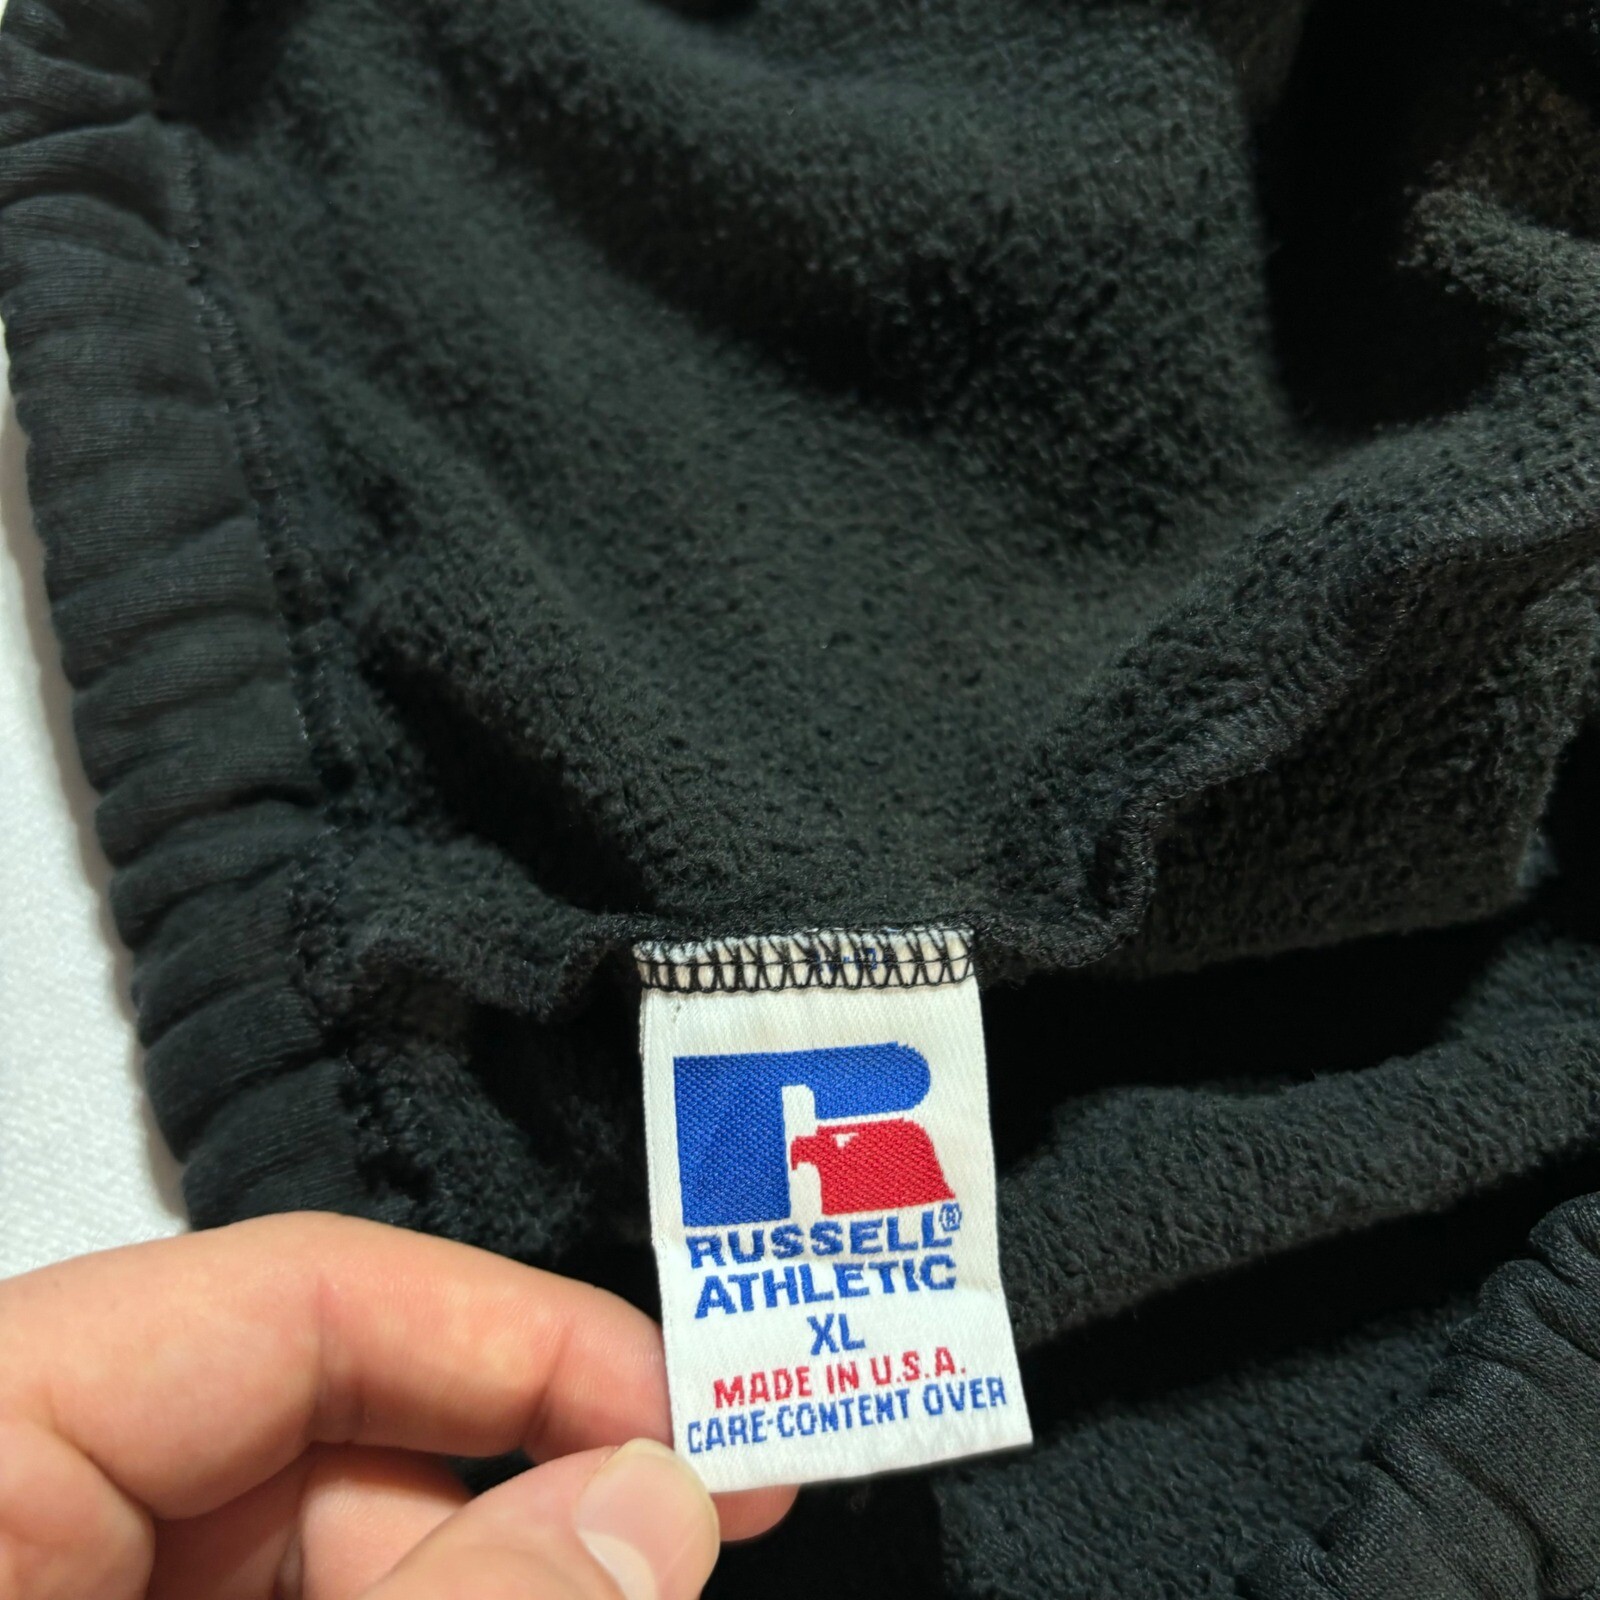 RUSSELL®
ATHLETIC
XL
MADE IN U.S.A.
CARE-CONTENT OVER